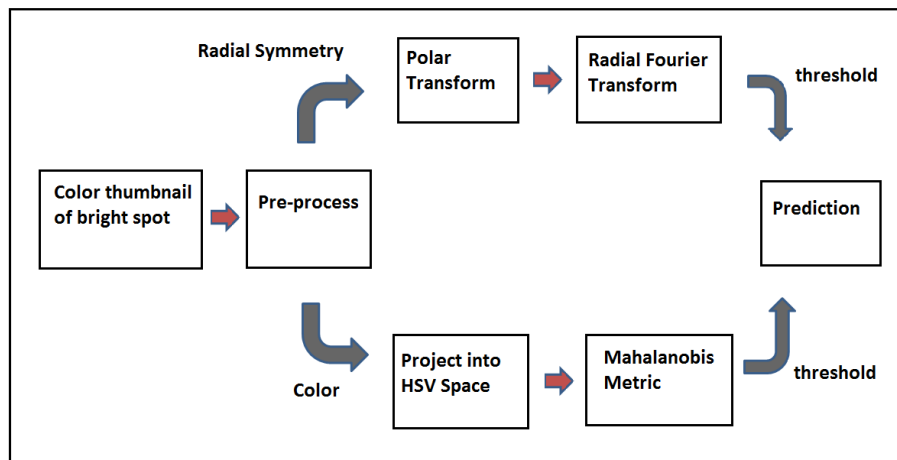 Radial Symmetry
Polar
Transform
Radial Fourier
Transform
threshold
Color thumbnail
of bright spot
Pre-process
Prediction
Color
Project into
HSV Space
Mahalanobis
Metric
threshold